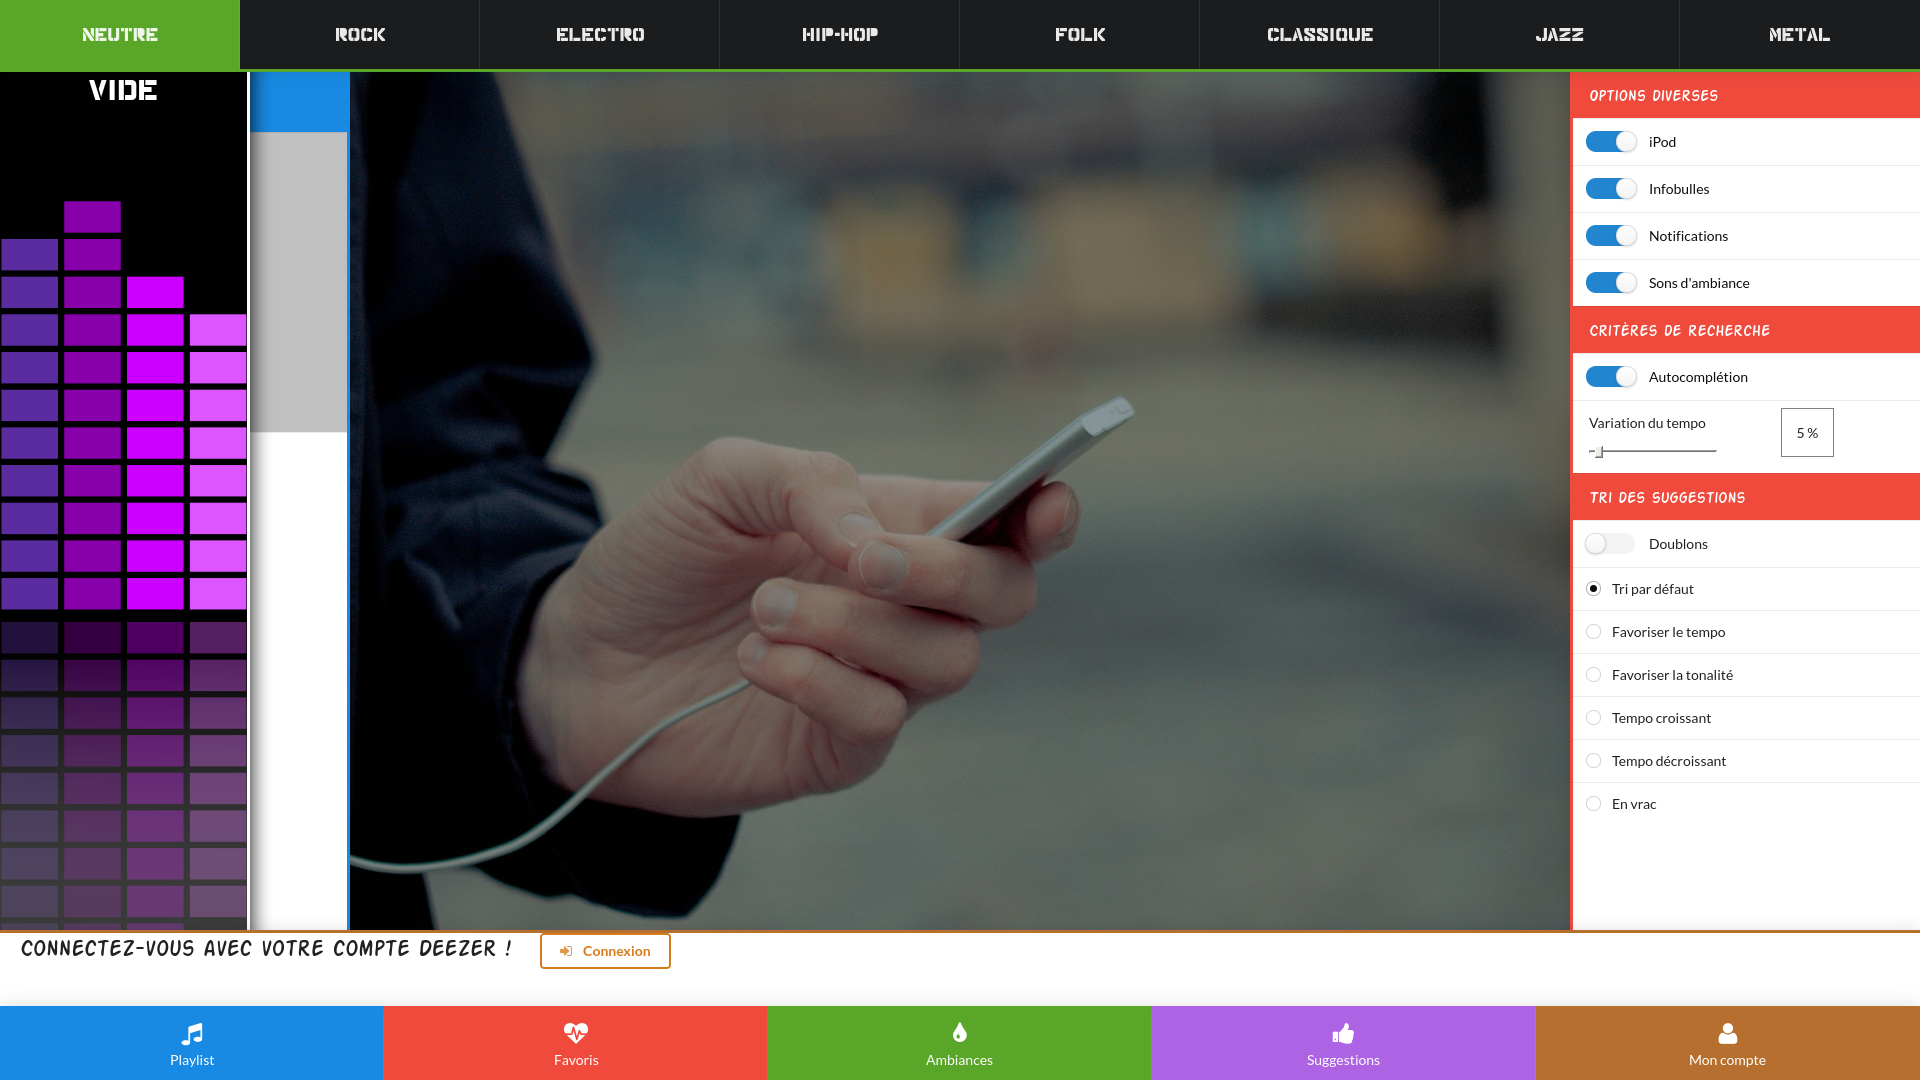 NEUTRE
ROCK
ELECTRO
HIP-HOP
FOLK
CLASSIQUE
JAZZ
METAL
VIDE
OPTIONS DIVERSES
iPod
Infobulles
Notifications
Sons d'ambiance
CRITÈRES DE RECHERCHE
Autocomplétion
Variation du tempo
5 %
TRI DES SUGGESTIONS
Doublons
Tri par défaut
Favoriser le tempo
Favoriser la tonalité
Tempo croissant
Tempo décroissant
En vrac
CONNECTEZ-VOUS AVEC VOTRE COMPTE DEEZER !
Connexion
Playlist
Favoris
Ambiances
Suggestions
Mon compte